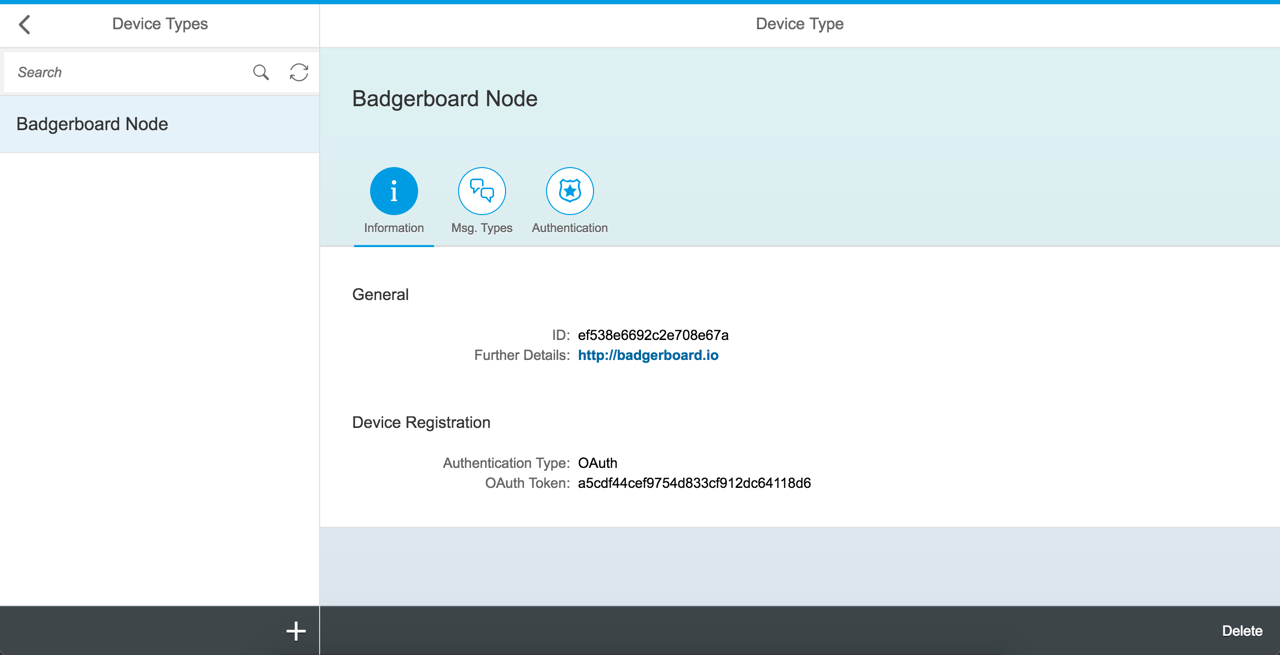 Device Types
Search
Badgerboard Node
Device Type
Badgerboard Node
Information
Msg. Types
Authentication
General
ID: ef538e6692c2e708e67a
Further Details: http://badgerboard.io
Device Registration
Authentication Type: OAuth
OAuth Token: a5cdf44cef9754d833cf912dc64118d6
Delete